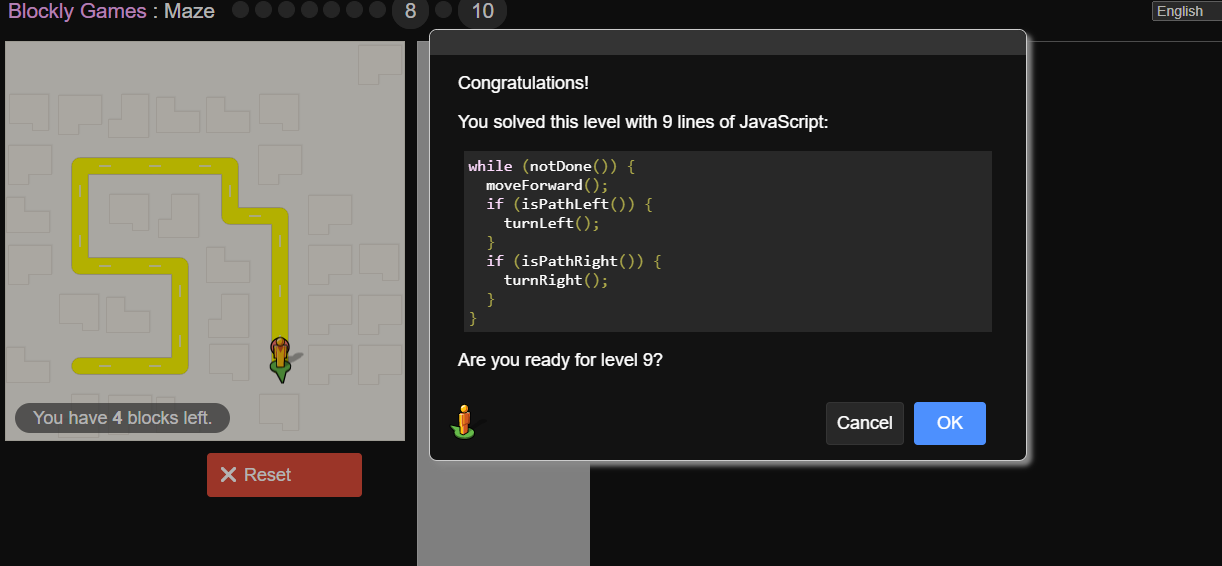 Blockly Games : Maze 8 10
English
Congratulations!
You solved this level with 9 lines of JavaScript:
while (notDone()) {
  moveForward();
  if (isPathLeft()) {
    turnLeft();
  }
  if (isPathRight()) {
    turnRight();
  }
}
Are you ready for level 9?
Cancel
OK
You have 4 blocks left.
Reset